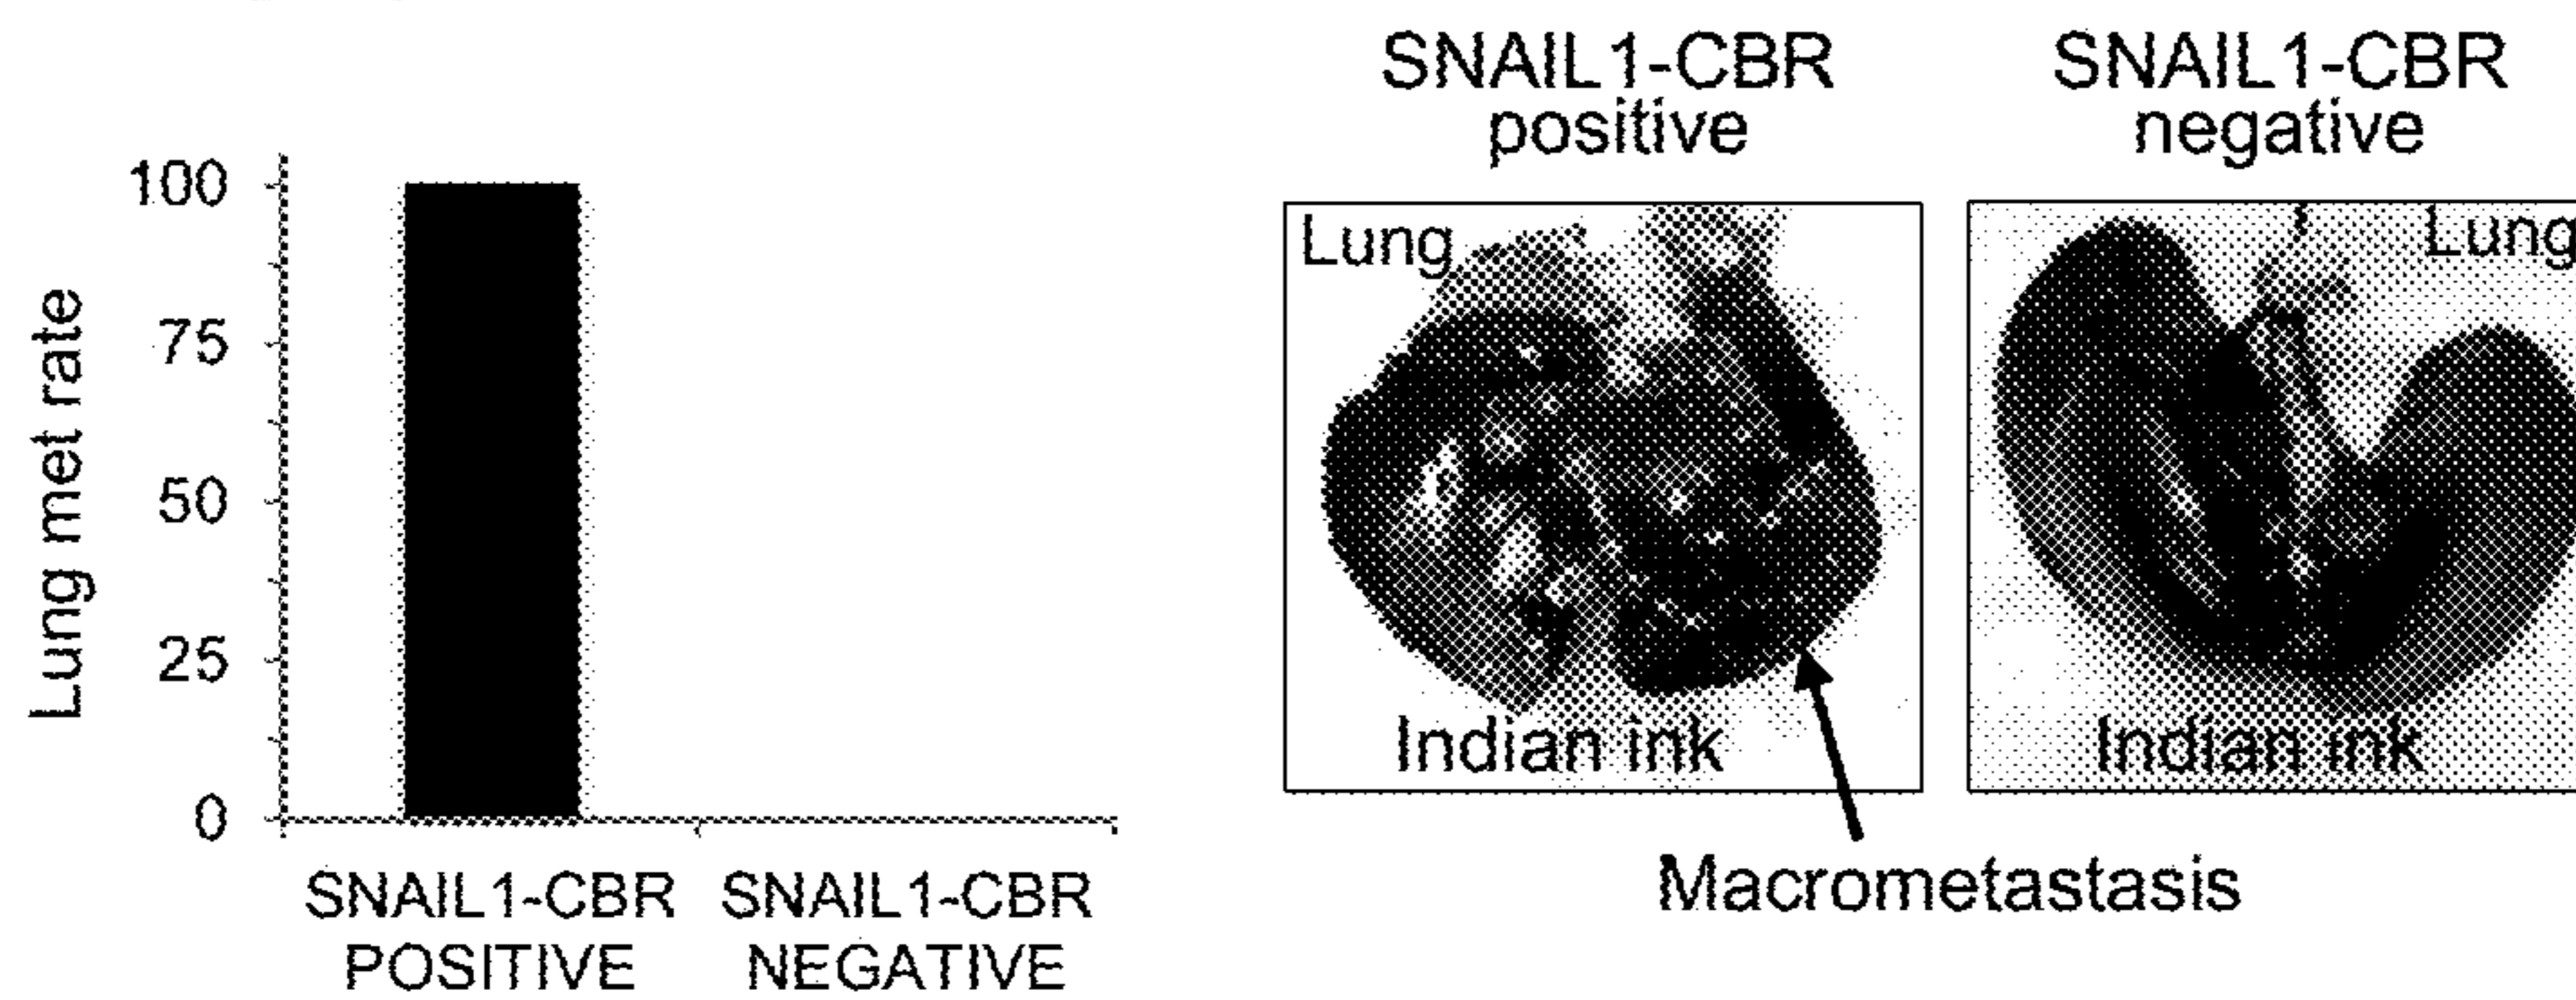 Lung met rate
100
75
50
25
0
SNAIL1-CBR
POSITIVE
SNAIL1-CBR
NEGATIVE
SNAIL1-CBR
positive
Lung
Indian ink
SNAIL1-CBR
negative
Lung
Indian ink
Macrometastasis